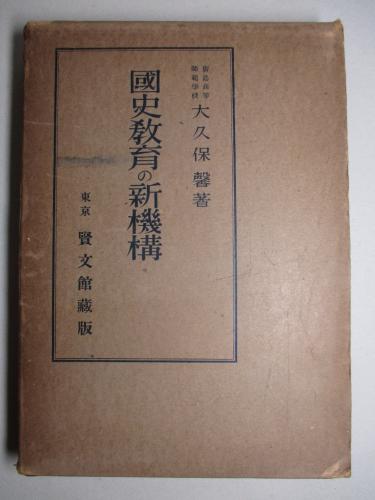 廣島高等
師範學校
大久保馨著
國史教育の新機構
東京 賢文館藏版